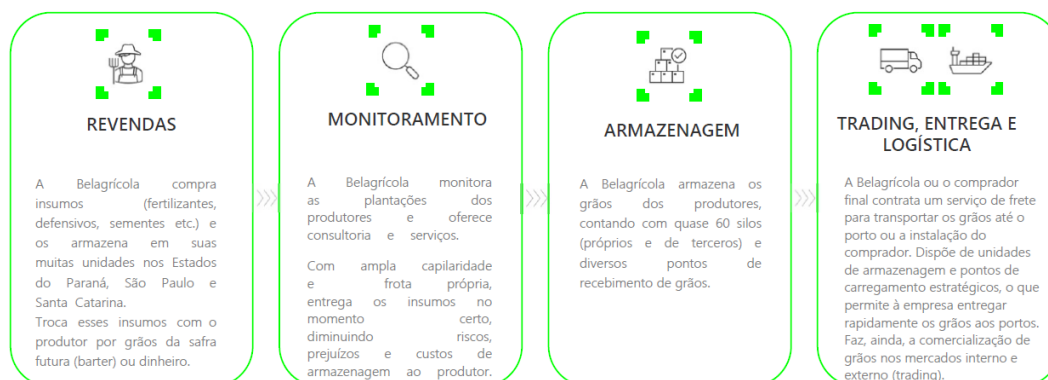 REVENDAS
A Belagrícola compra
insumos (fertilizantes,
defensivos, sementes etc.) e
os armazena em suas
muitas unidades nos Estados
do Paraná, São Paulo e
Santa Catarina.
Troca esses insumos com o
produtor por grãos da safra
futura (barter) ou dinheiro.
MONITORAMENTO
A Belagrícola monitora
as plantações dos
produtores e oferece
consultoria e serviços.
Com ampla capilaridade
e frota própria,
entrega os insumos no
momento certo,
diminuindo riscos,
prejuízos e custos de
armazenagem ao produtor.
ARMAZENAGEM
A Belagrícola armazena os
grãos dos produtores,
contando com quase 60 silos
(próprios e de terceiros) e
diversos pontos de
recebimento de grãos.
TRADING, ENTREGA E
LOGÍSTICA
A Belagrícola ou o comprador
final contrata um serviço de frete
para transportar os grãos até o
porto ou a instalação do
comprador. Dispõe de unidades
de armazenagem e pontos de
carregamento estratégicos, o que
permite à empresa entregar
rapidamente os grãos aos portos.
Faz, ainda, a comercialização de
grãos nos mercados interno e
externo (trading).